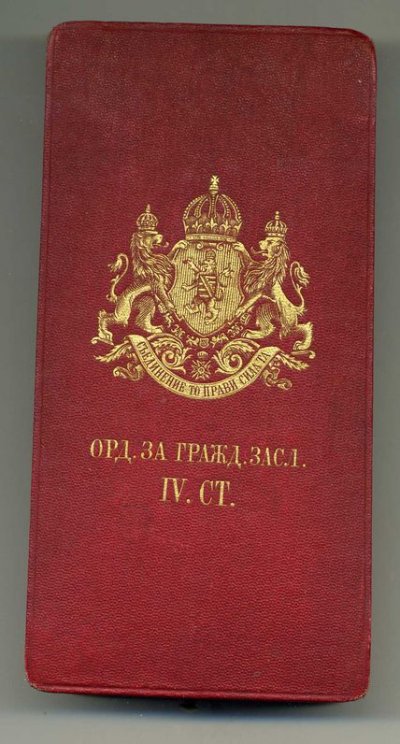 СЪЕДИНЕНИЕ-ТО ПРАВИ СИЛА-ТА
ОРД. ЗА ГРАЖД. ЗАСЛ.
IV. СТ.